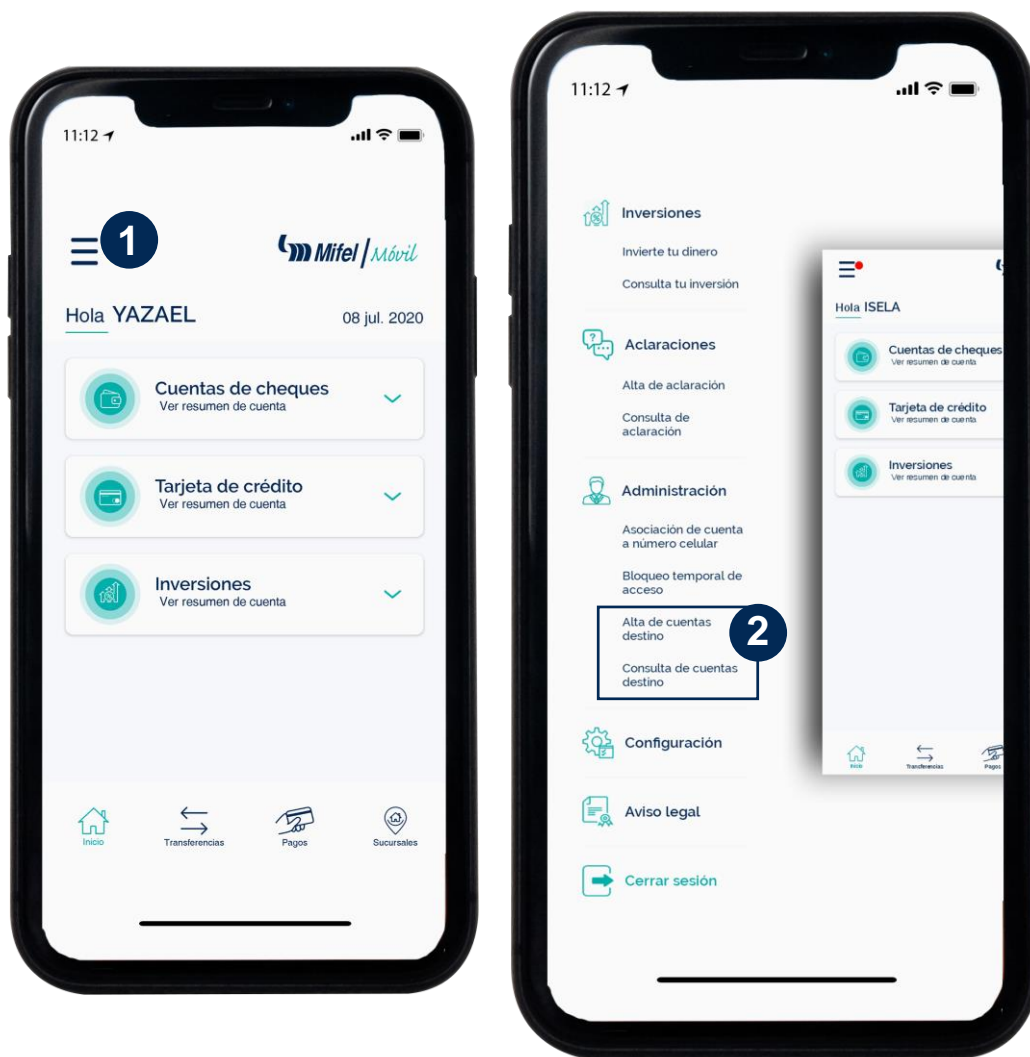 11:12
1
Mifel / Móvil
Hola YAZAEL
08 jul. 2020
Cuentas de cheques
Ver resumen de cuenta
Tarjeta de crédito
Ver resumen de cuenta
Inversiones
Ver resumen de cuenta
Inicio
Transferencias
Pagos
Sucursales
11:12
Inversiones
Invierte tu dinero
Consulta tu inversión
Aclaraciones
Alta de aclaración
Consulta de
aclaración
Administración
Asociación de cuenta
a número celular
Bloqueo temporal de
acceso
Alta de cuentas
destino
2
Consulta de cuentas
destino
Configuración
Aviso legal
Cerrar sesión
Hola ISELA
Cuentas de cheques
Ver resumen de cuenta
Tarjeta de crédito
Ver resumen de cuenta
Inversiones
Ver resumen de cuenta
Inicio
Transferencias
Pagos